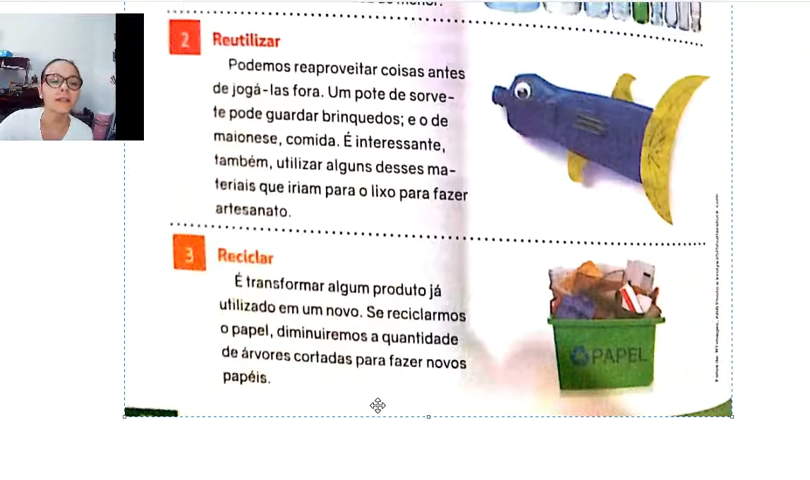 2 Reutilizar
Podemos reaproveitar coisas antes
de jogá-las fora. Um pote de sorve-
te pode guardar brinquedos; e o de
maionese, comida. É interessante,
também, utilizar alguns desses ma-
teriais que iriam para o lixo para fazer
artesanato.
3 Reciclar
É transformar algum produto já
utilizado em um novo. Se reciclarmos
o papel, diminuiremos a quantidade
de árvores cortadas para fazer novos
papéis.
PAPEL